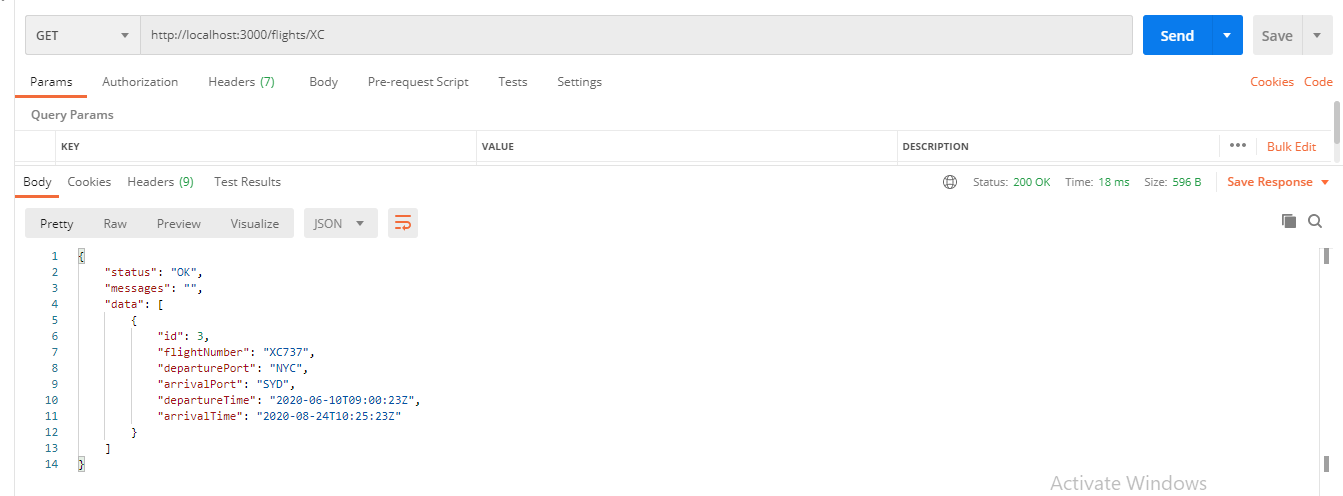 GET http://localhost:3000/flights/XC Send Save
Params Authorization Headers (7) Body Pre-request Script Tests Settings Cookies Code
Query Params
KEY VALUE DESCRIPTION ••• Bulk Edit
Body Cookies Headers (9) Test Results Status: 200 OK Time: 18 ms Size: 596 B Save Response
Pretty Raw Preview Visualize JSON
1 {
2 "status": "OK",
3 "messages": "",
4 "data": [
5 {
6 "id": 3,
7 "flightNumber": "XC737",
8 "departurePort": "NYC",
9 "arrivalPort": "SYD",
10 "departureTime": "2020-06-10T09:00:23Z",
11 "arrivalTime": "2020-08-24T10:25:23Z"
12 }
13 ]
14 }
Activate Windows